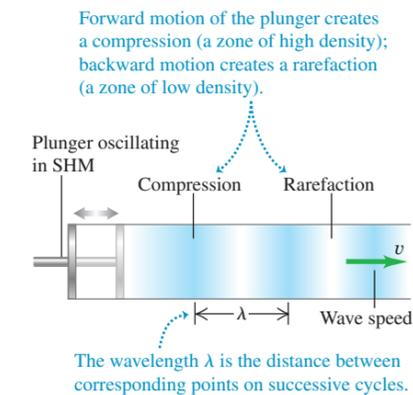 Forward motion of the plunger creates
a compression (a zone of high density);
backward motion creates a rarefaction
(a zone of low density).
Plunger oscillating
in SHM
Compression
Rarefaction
v
λ
Wave speed
The wavelength λ is the distance between
corresponding points on successive cycles.